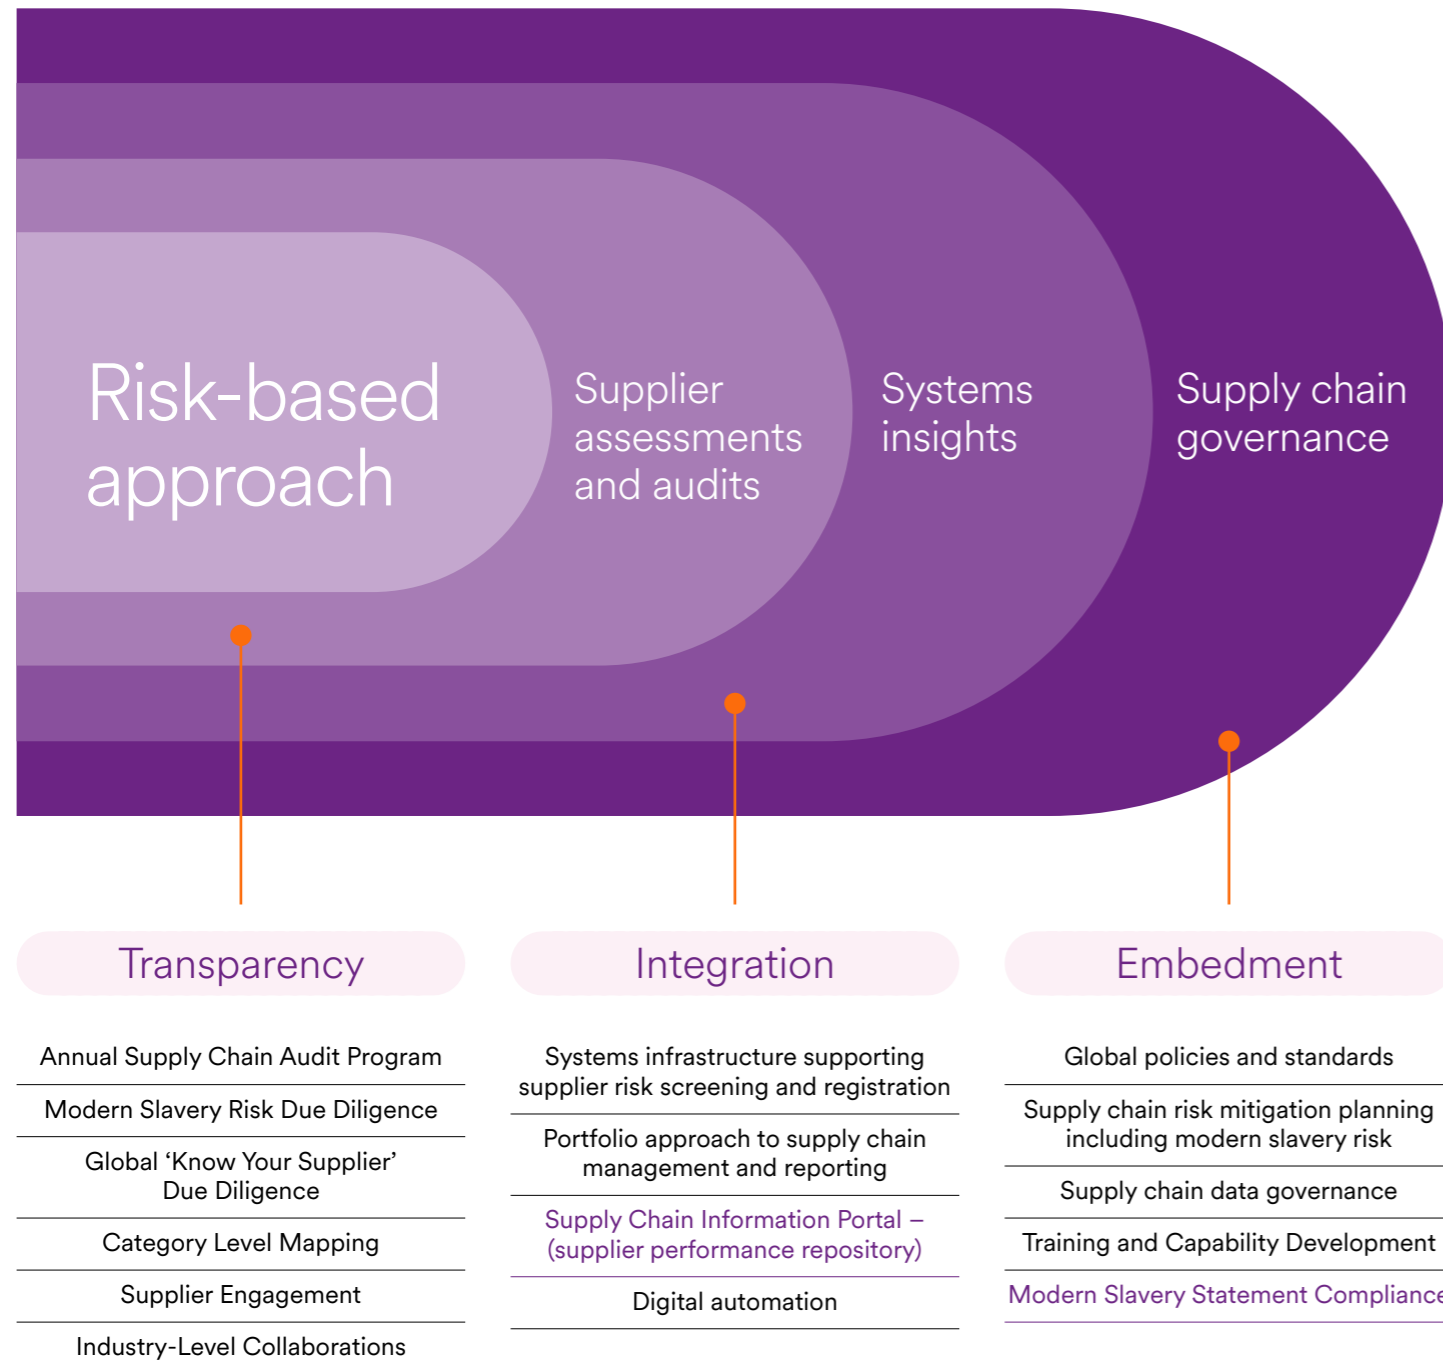 Risk-based
approach
Supplier
assessments
and audits
Systems
insights
Supply chain
governance
Transparency
Annual Supply Chain Audit Program
Modern Slavery Risk Due Diligence
Global ‘Know Your Supplier’
Due Diligence
Category Level Mapping
Supplier Engagement
Industry-Level Collaborations
Integration
Systems infrastructure supporting
supplier risk screening and registration
Portfolio approach to supply chain
management and reporting
Supply Chain Information Portal –
(supplier performance repository)
Digital automation
Embedment
Global policies and standards
Supply chain risk mitigation planning
including modern slavery risk
Supply chain data governance
Training and Capability Development
Modern Slavery Statement Compliance